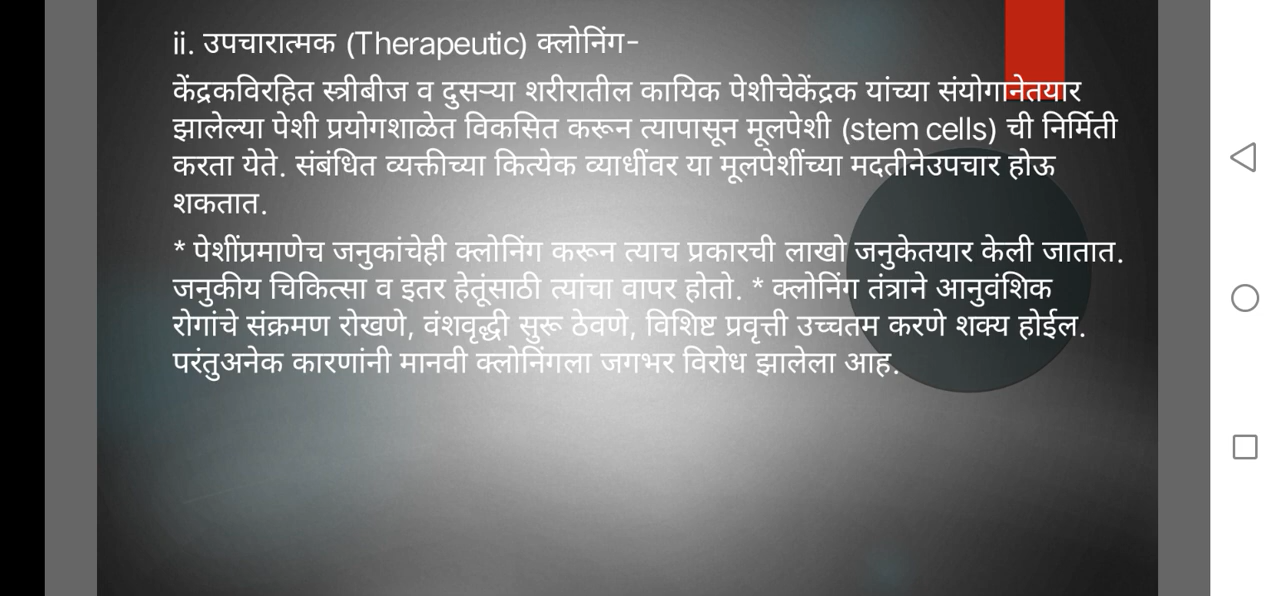 ii. उपचारात्मक (Therapeutic) क्लोनिंग-
केंद्रकविरहित स्त्रीबीज व दुसऱ्या शरीरातील कायिक पेशीचेकेंद्रक यांच्या संयोगानेतयार
झालेल्या पेशी प्रयोगशाळेत विकसित करून त्यापासून मूलपेशी (stem cells) ची निर्मिती
करता येते. संबंधित व्यक्तीच्या कित्येक व्याधींवर या मूलपेशींच्या मदतीनेउपचार होऊ
शकतात.
* पेशींप्रमाणेच जनुकांचेही क्लोनिंग करून त्याच प्रकारची लाखो जनुकेतयार केली जातात.
जनुकीय चिकित्सा व इतर हेतूंसाठी त्यांचा वापर होतो. * क्लोनिंग तंत्राने आनुवंशिक
रोगांचे संक्रमण रोखणे, वंशवृद्धी सुरू ठेवणे, विशिष्ट प्रवृत्ती उच्चतम करणे शक्य होईल.
परंतुअनेक कारणांनी मानवी क्लोनिंगला जगभर विरोध झालेला आह.